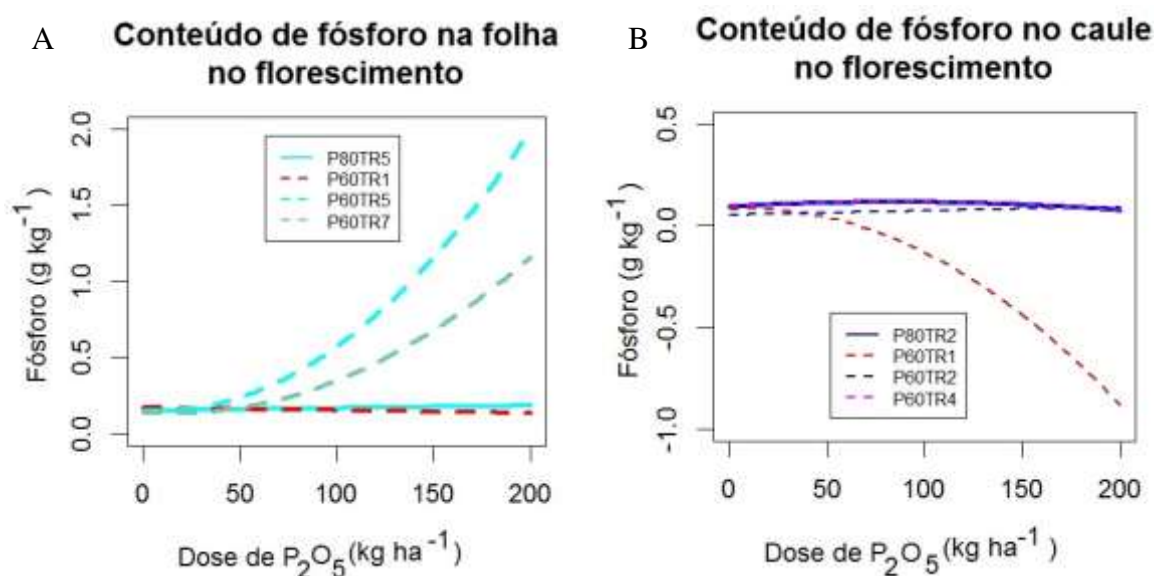 A
Conteúdo de fósforo na folha
no florescimento
Fósforo (g kg⁻¹)
2.0
1.5
1.0
0.5
0.0
P80TR5
P60TR1
P60TR5
P60TR7
0 50 100 150 200
Dose de P₂O₅(kg ha⁻¹)
B
Conteúdo de fósforo no caule
no florescimento
Fósforo (g kg⁻¹)
0.5
0.0
-0.5
-1.0
P80TR2
P60TR1
P60TR2
P60TR4
0 50 100 150 200
Dose de P₂O₅(kg ha⁻¹)